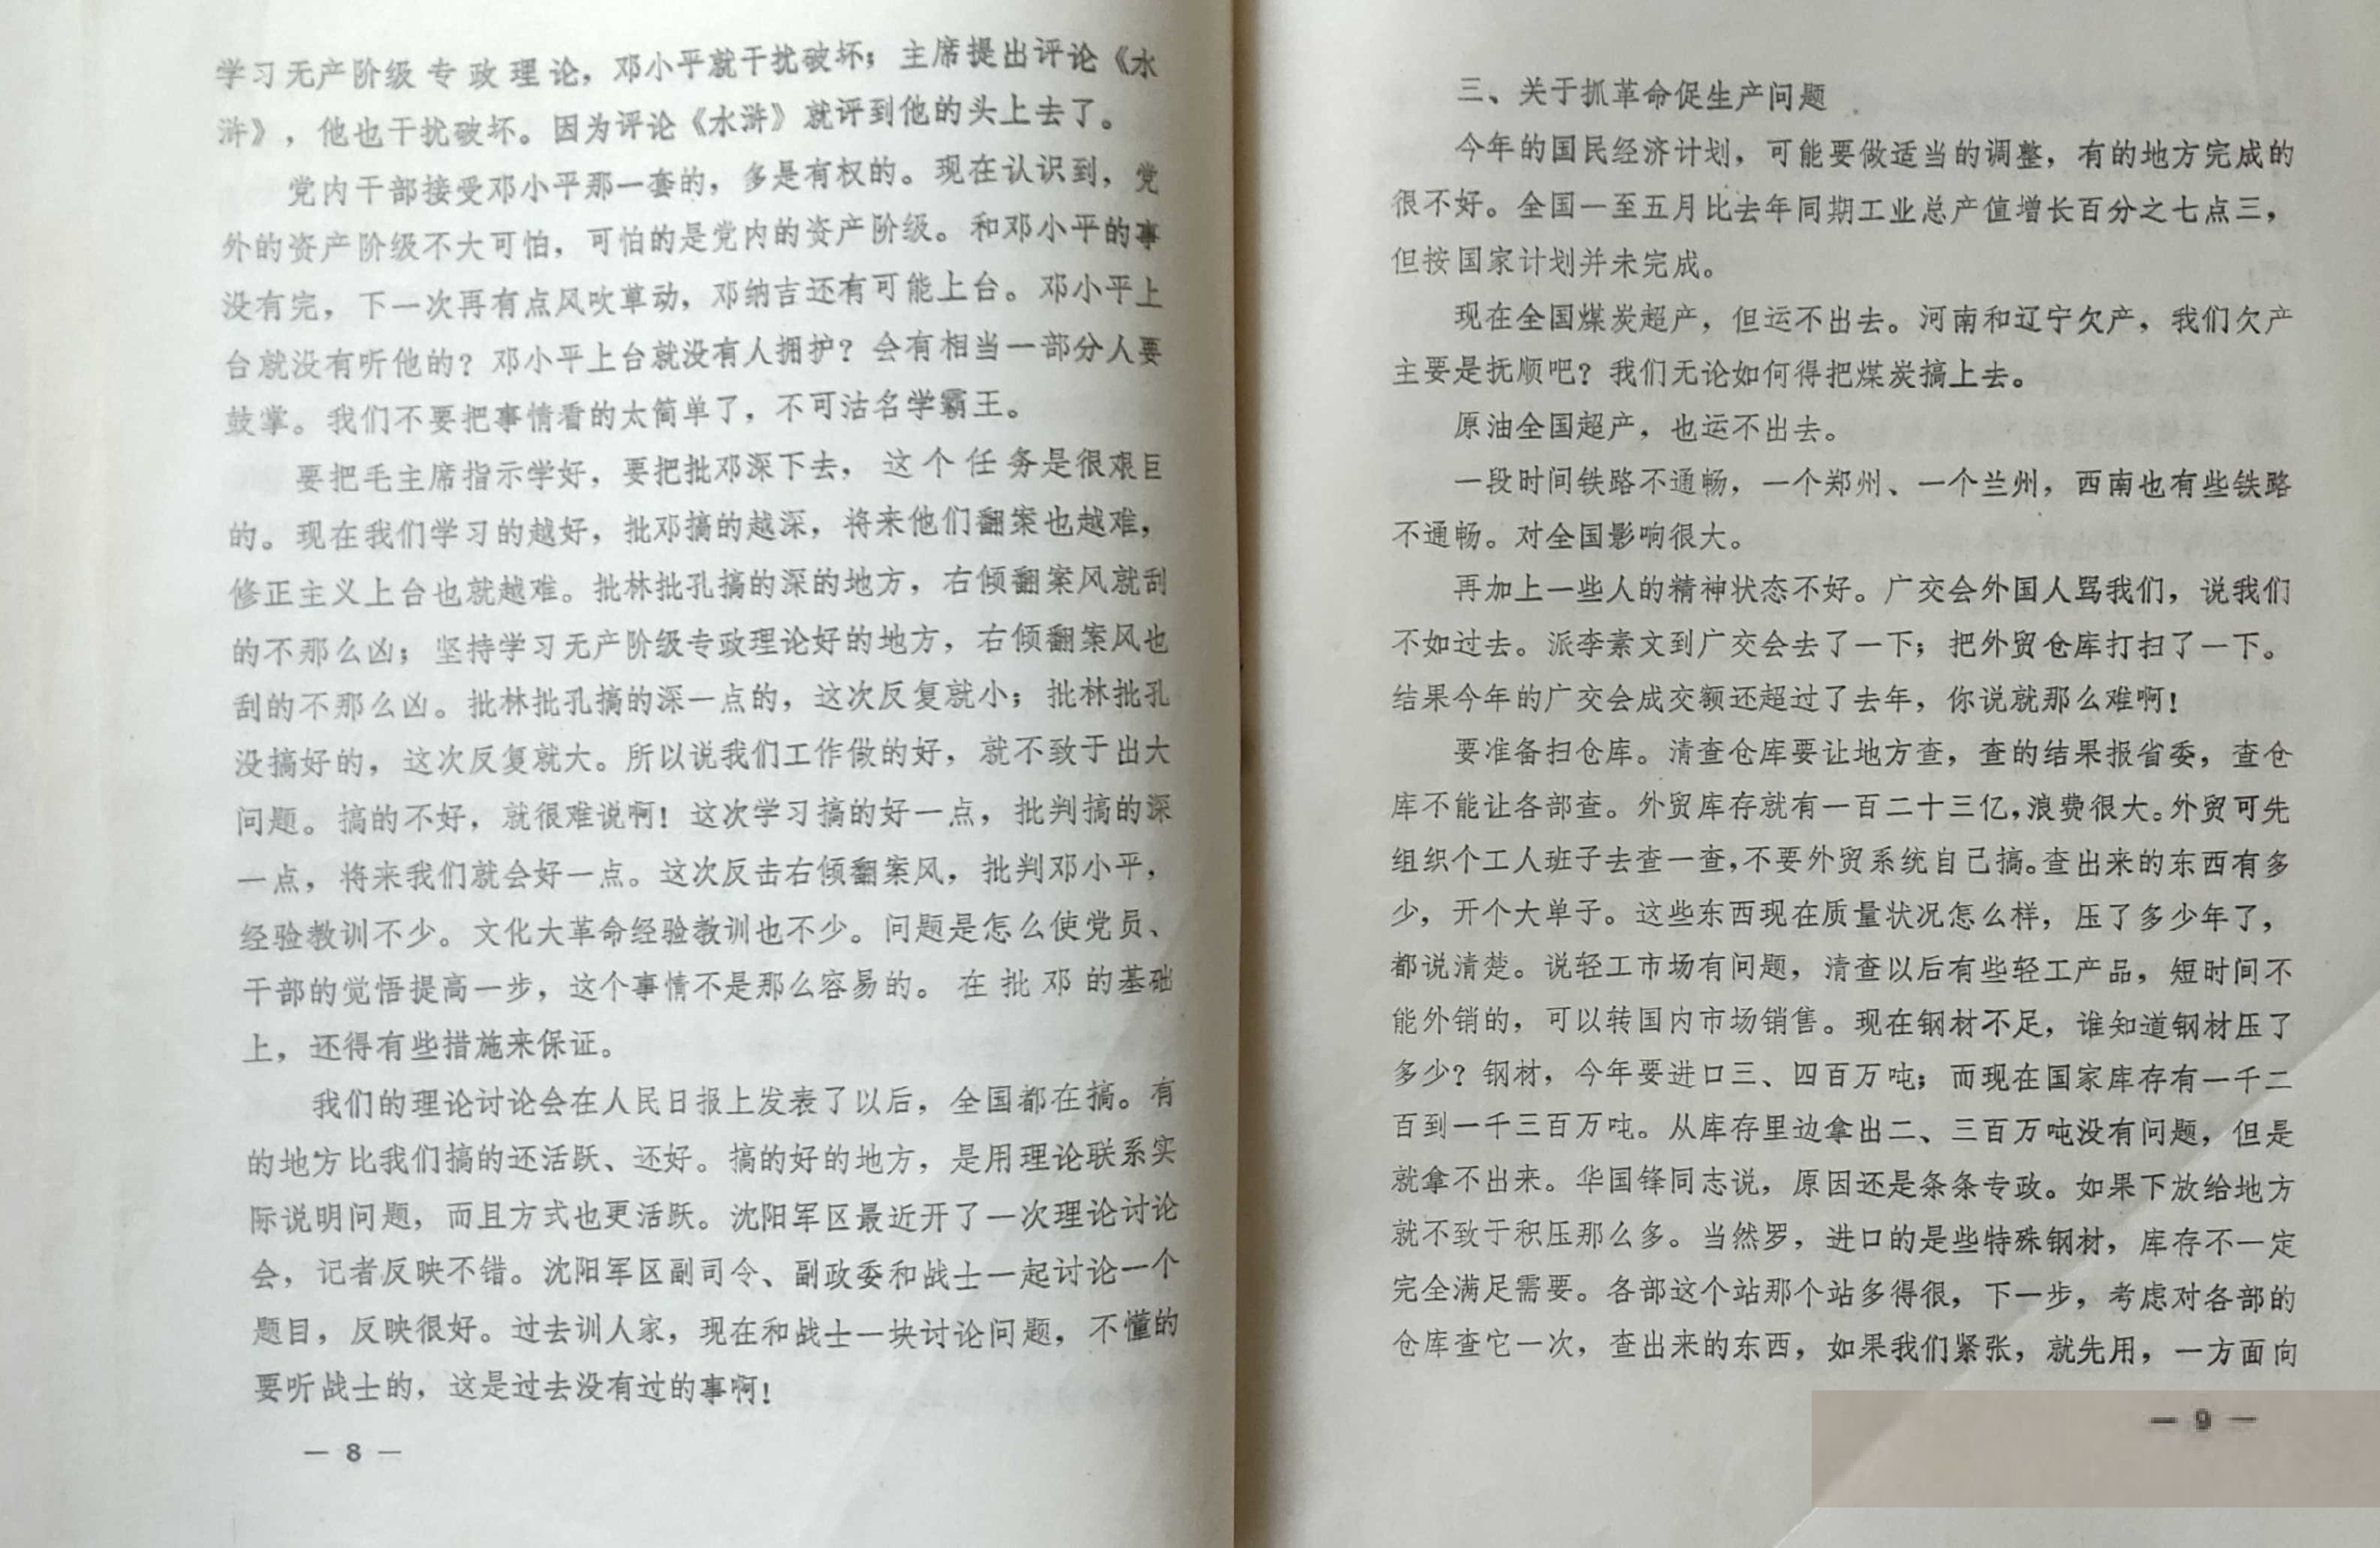 学习无产阶级专政理论，邓小平就干扰破坏；主席提出评论《水
浒》，他也干扰破坏。因为评论《水浒》就评到他的头上去了。
党内干部接受邓小平那一套的，多是有权的。现在认识到，党
外的资产阶级不大可怕，可怕的是党内的资产阶级。和邓小平的事
没有完，下一次再有点风吹草动，邓纳吉还有可能上台。邓小平上
台就没有听他的？邓小平上台就没有人拥护？会有相当一部分人要
鼓掌。我们不要把事情看的太简单了，不可沽名学霸王。
要把毛主席指示学好，要把批邓深下去，这个任务是很艰巨
的。现在我们学习的越好，批邓搞的越深，将来他们翻案也越难，
修正主义上台也就越难。批林批孔搞的深的地方，右倾翻案风就刮
的不那么凶；坚持学习无产阶级专政理论好的地方，右倾翻案风也
刮的不那么凶。批林批孔搞的深一点的，这次反复就小；批林批孔
没搞好的，这次反复就大。所以说我们工作做的好，就不致于出大
问题。搞的不好，就很难说啊！这次学习搞的好一点，批判搞的深
一点，将来我们就会好一点。这次反击右倾翻案风，批判邓小平，
经验教训不少。文化大革命经验教训也不少。问题是怎么使党员、
干部的觉悟提高一步，这个事情不是那么容易的。在批邓的基础
上，还得有些措施来保证。
我们的理论讨论会在人民日报上发表了以后，全国都在搞。有
的地方比我们搞的还活跃、还好。搞的好的地方，是用理论联系实
际说明问题，而且方式也更活跃。沈阳军区最近开了一次理论讨论
会，记者反映不错。沈阳军区副司令、副政委和战士一起讨论一个
题目，反映很好。过去训人家，现在和战士一块讨论问题，不懂的
要听战士的，这是过去没有过的事啊！
— 8 —
三、关于抓革命促生产问题
今年的国民经济计划，可能要做适当的调整，有的地方完成的
很不好。全国一至五月比去年同期工业总产值增长百分之七点三，
但按国家计划并未完成。
现在全国煤炭超产，但运不出去。河南和辽宁欠产，我们欠产
主要是抚顺吧？我们无论如何得把煤炭搞上去。
原油全国超产，也运不出去。
一段时间铁路不通畅，一个郑州、一个兰州，西南也有些铁路
不通畅。对全国影响很大。
再加上一些人的精神状态不好。广交会外国人骂我们，说我们
不如过去。派李素文到广交会去了一下；把外贸仓库打扫了一下。
结果今年的广交会成交额还超过了去年，你说就那么难啊！
要准备扫仓库。清查仓库要让地方查，查的结果报省委，查仓
库不能让各部查。外贸库存就有一百二十三亿，浪费很大。外贸可先
组织个工人班子去查一查，不要外贸系统自己搞。查出来的东西有多
少，开个大单子。这些东西现在质量状况怎么样，压了多少年了，
都说清楚。说轻工市场有问题，清查以后有些轻工产品，短时间不
能外销的，可以转国内市场销售。现在钢材不足，谁知道钢材压了
多少？钢材，今年要进口三、四百万吨；而现在国家库存有一千二
百到一千三百万吨。从库存里边拿出二、三百万吨没有问题，但是
就拿不出来。华国锋同志说，原因还是条条专政。如果下放给地方
就不致于积压那么多。当然罗，进口的是些特殊钢材，库存不一定
完全满足需要。各部这个站那个站多得很，下一步，考虑对各部的
仓库查它一次，查出来的东西，如果我们紧张，就先用，一方面向
— 9 —